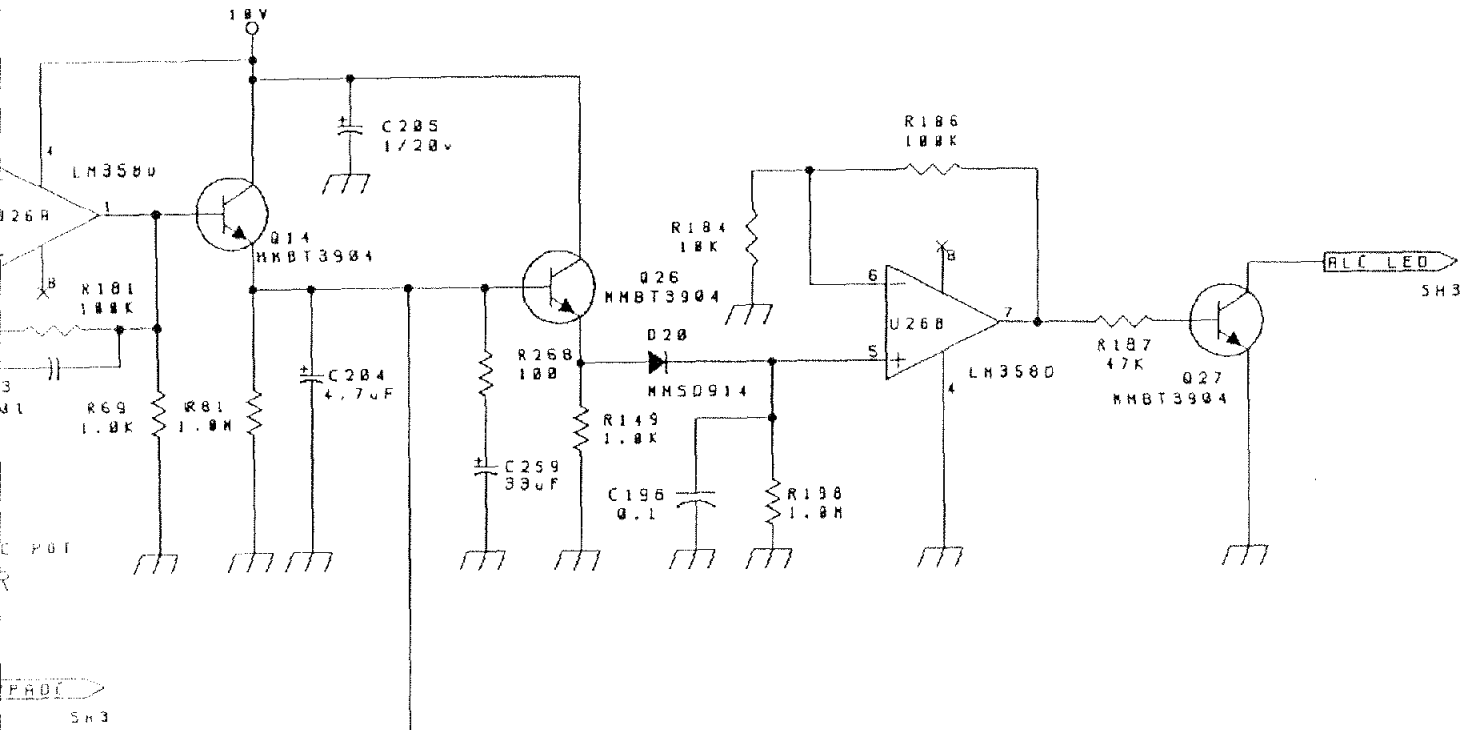 10V
C205
1/20v
4
LM358D
U26A
1
Q14
MMBT3904
8
R181
100K
R69
1.0K
R81
1.0M
C204
4.7uF
R268
100
C259
33uF
Q26
MMBT3904
D20
MMSD914
R149
1.0K
C196
0.1
R198
1.0M
R184
10K
R186
100K
6
5
8
U26B
7
4
LM358D
R187
47K
Q27
MMBT3904
ALC LED
SH3
C POT
R
PADC
SH3